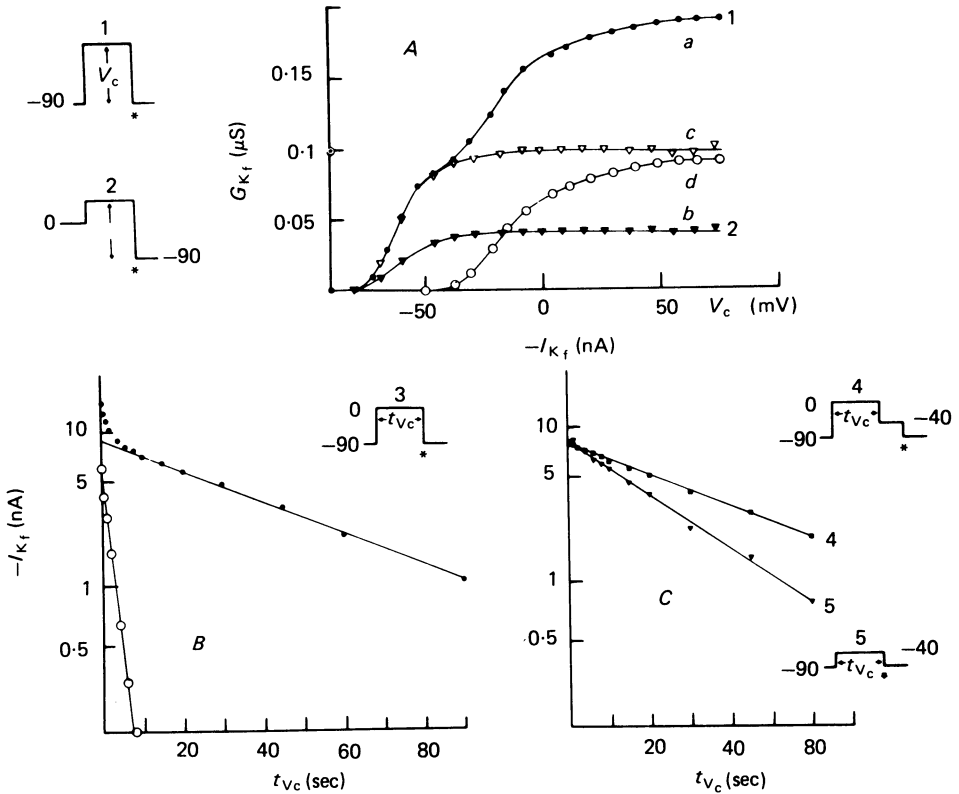 1
V_c
−90
*
2
0
−90
*
A
0·15
0·1
0·05
G_Kf (μS)
−50
0
50
V_c (mV)
1
a
c
d
b
2
−I_Kf (nA)
10
5
1
0·5
B
20
40
60
80
t_Vc (sec)
3
0
t_Vc
−90
*
−I_Kf (nA)
10
5
1
0·5
C
4
5
20
40
80
t_Vc (sec)
4
0
t_Vc
−40
−90
*
5
−40
−90
t_Vc
*